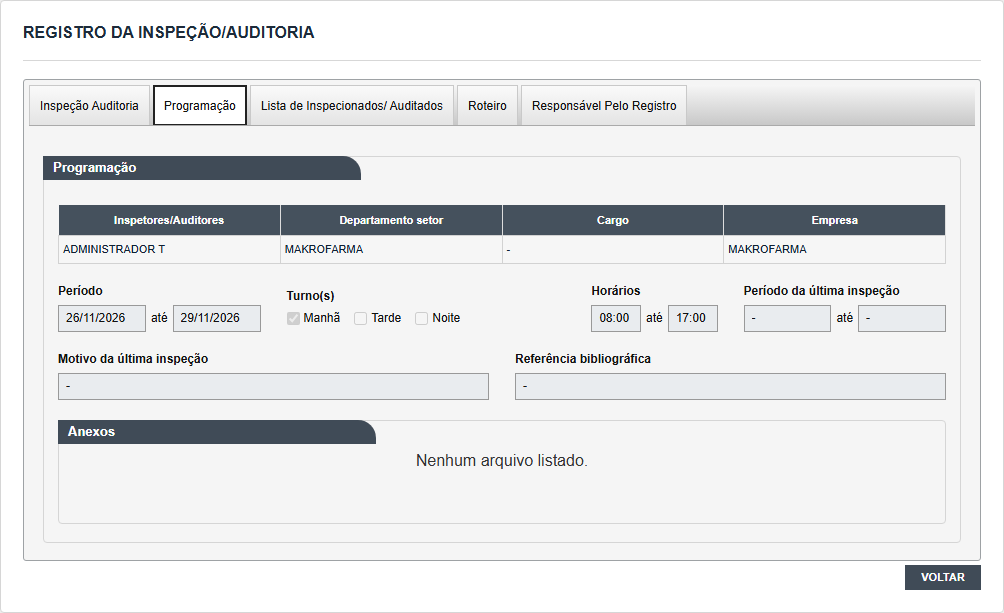 REGISTRO DA INSPEÇÃO/AUDITORIA
Inspeção Auditoria Programação Lista de Inspecionados/ Auditados Roteiro Responsável Pelo Registro
Programação
Inspetores/Auditores Departamento setor Cargo Empresa
ADMINISTRADOR T MAKROFARMA - MAKROFARMA
Período Turno(s) Horários Período da última inspeção
26/11/2026 até 29/11/2026 Manhã Tarde Noite 08:00 até 17:00 - até -
Motivo da última inspeção Referência bibliográfica
- -
Anexos
Nenhum arquivo listado.
VOLTAR